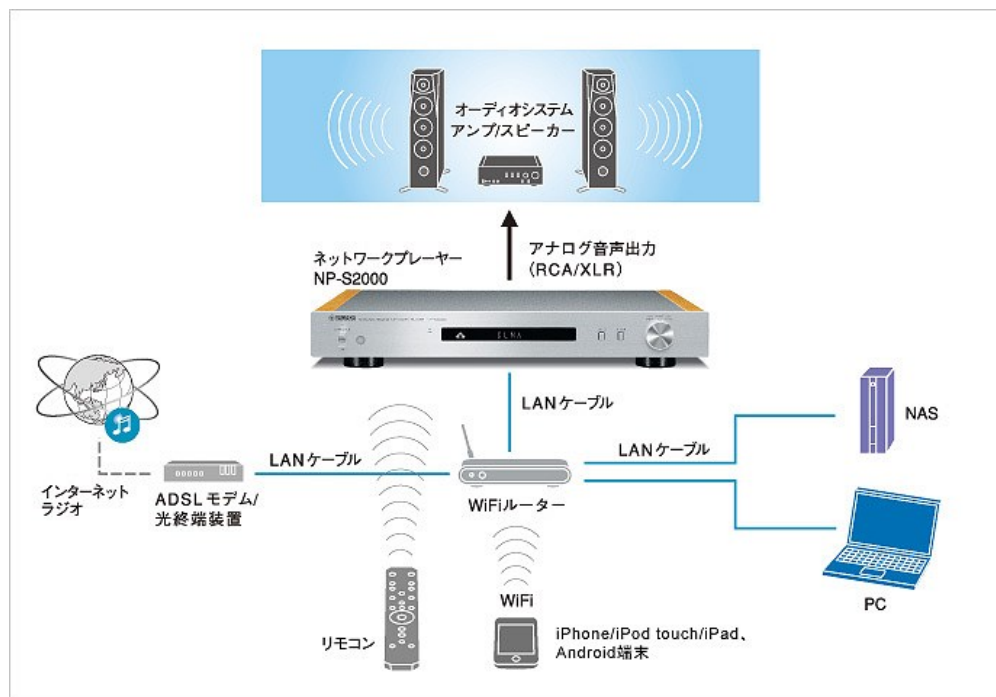 オーディオシステム
アンプ/スピーカー
ネットワークプレーヤー
NP-S2000
アナログ音声出力
（RCA/XLR）
YAMAHA
LANケーブル
NAS
LANケーブル
LANケーブル
インターネット
ラジオ
ADSLモデム/
光終端装置
WiFiルーター
PC
WiFi
リモコン
iPhone/iPod touch/iPad、
Android端末